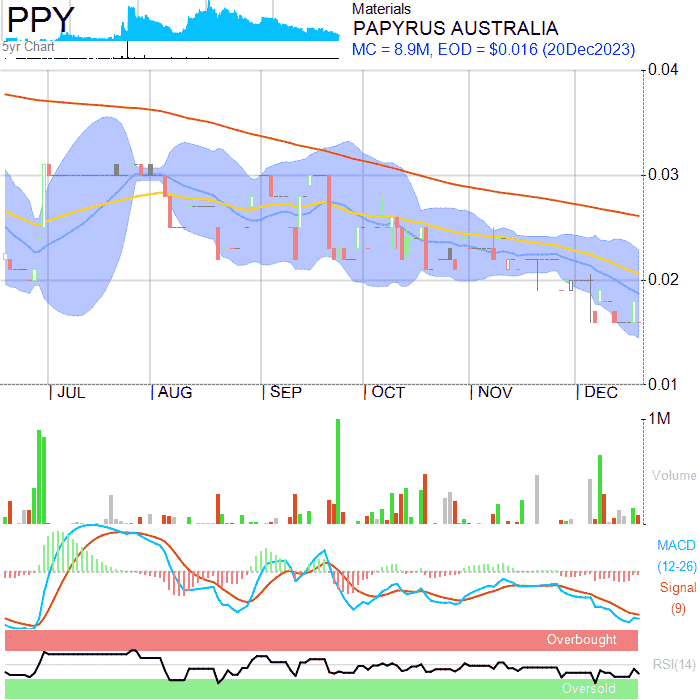 PPY
5yr Chart
Materials
PAPYRUS AUSTRALIA
MC = 8.9M, EOD = $0.016 (20Dec2023)
0.04
0.03
0.02
0.01
JUL AUG SEP OCT NOV DEC
1M
Volume
MACD
(12-26)
Signal
(9)
Overbought
RSI(14)
Oversold